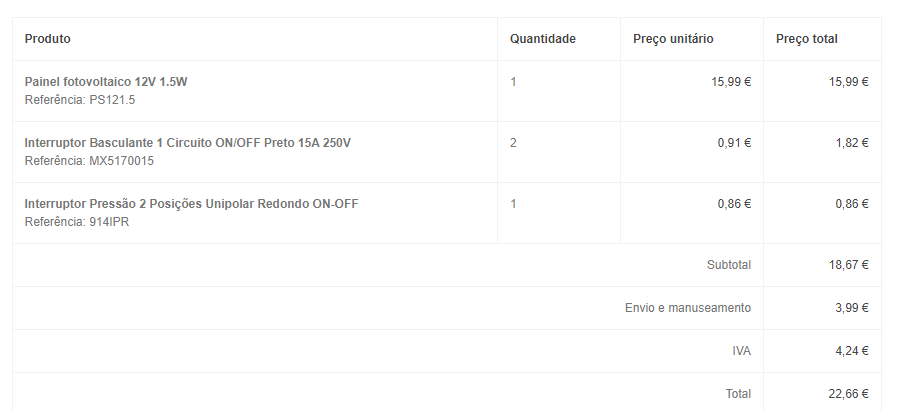 Produto Quantidade Preço unitário Preço total
Painel fotovoltaico 12V 1.5W 1 15,99 € 15,99 €
Referência: PS121.5
Interruptor Basculante 1 Circuito ON/OFF Preto 15A 250V 2 0,91 € 1,82 €
Referência: MX5170015
Interruptor Pressão 2 Posições Unipolar Redondo ON-OFF 1 0,86 € 0,86 €
Referência: 914IPR
Subtotal 18,67 €
Envio e manuseamento 3,99 €
IVA 4,24 €
Total 22,66 €